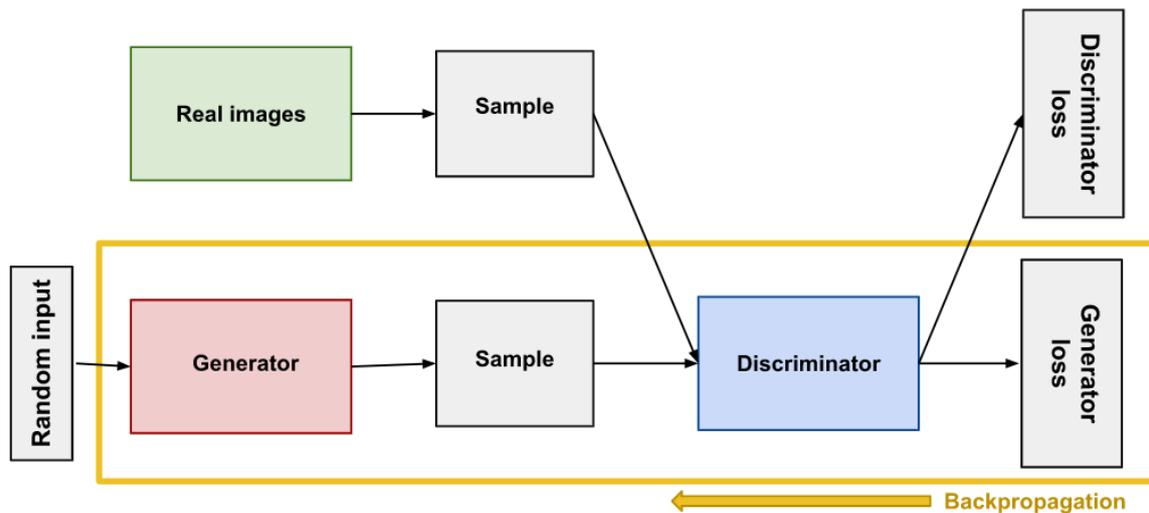 Real images
Sample
Discriminator
loss
Random input
Generator
Sample
Discriminator
Generator
loss
Backpropagation